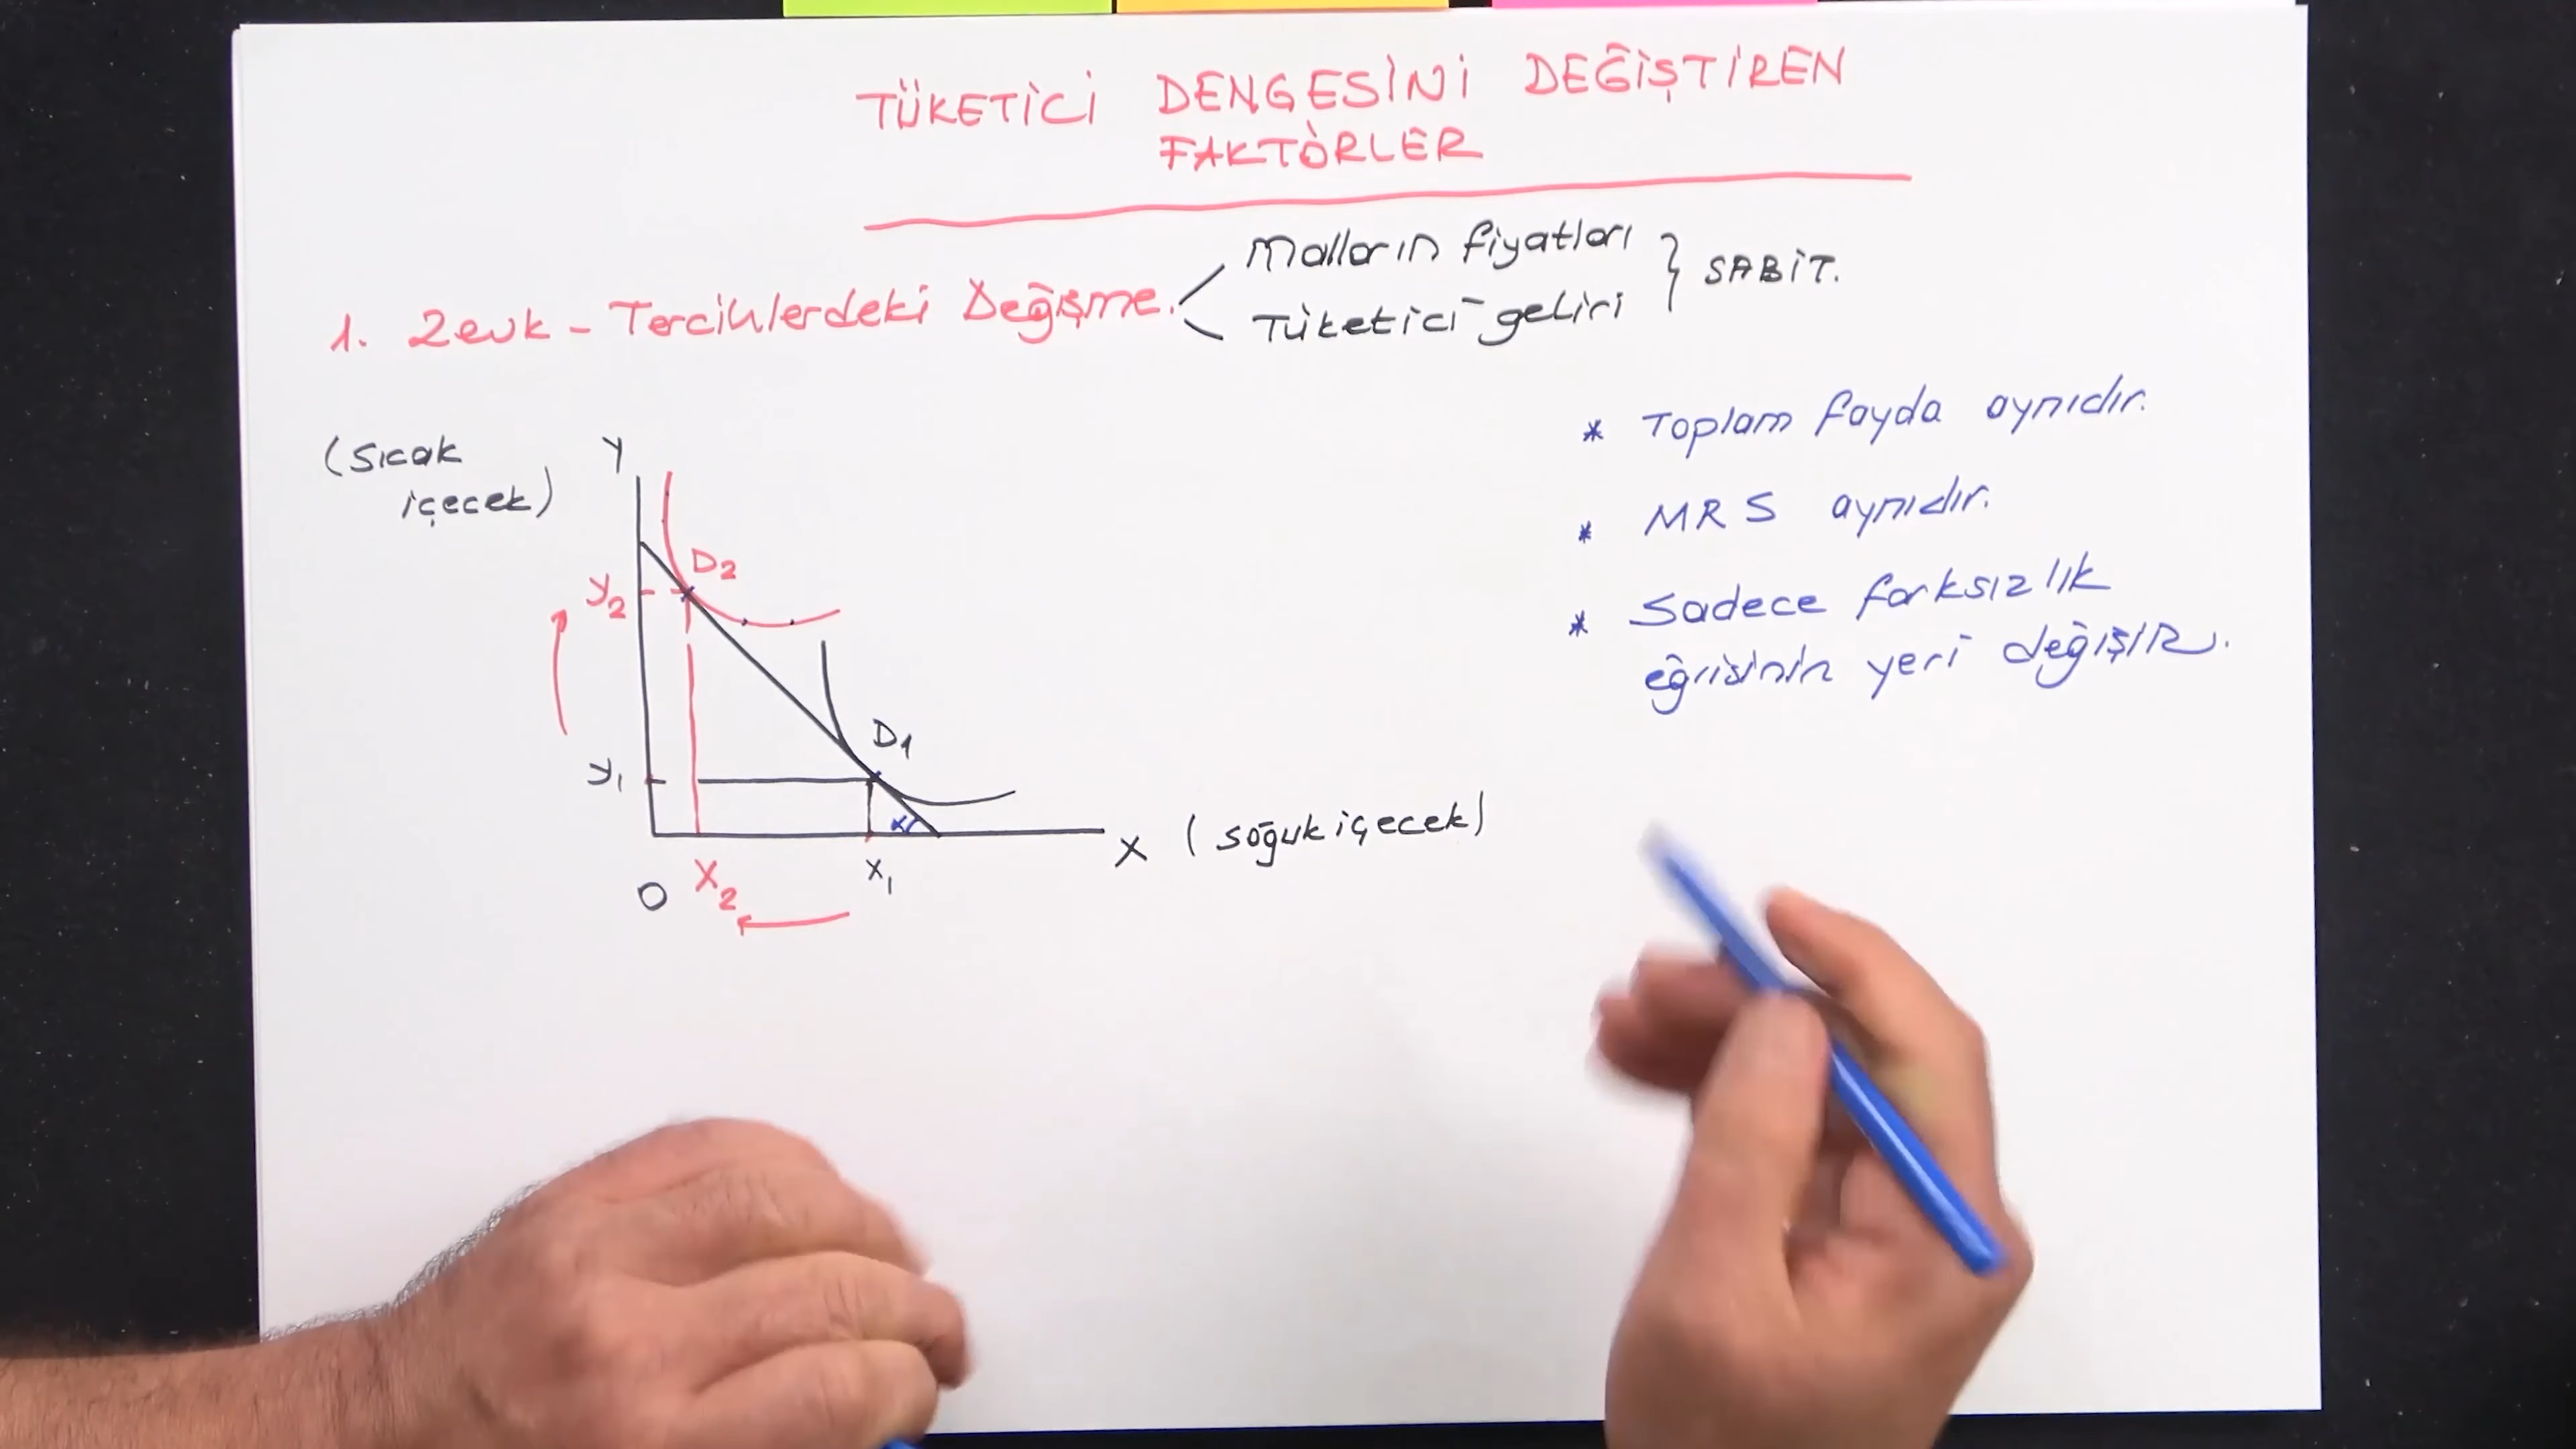 TÜKETİCİ DENGESİNİ DEĞİŞTİREN
FAKTÖRLER
1. Zevk - Tercihlerdeki Değişme.
Malların fiyatları
Tüketici geliri
} SABİT.
(Sıcak
içecek)
Y
D2
Y2
D1
Y1
α
X (soğuk içecek)
O
X2
X1
* Toplam fayda aynıdır.
* MRS aynıdır.
* Sadece farksızlık
eğrisinin yeri değişir.